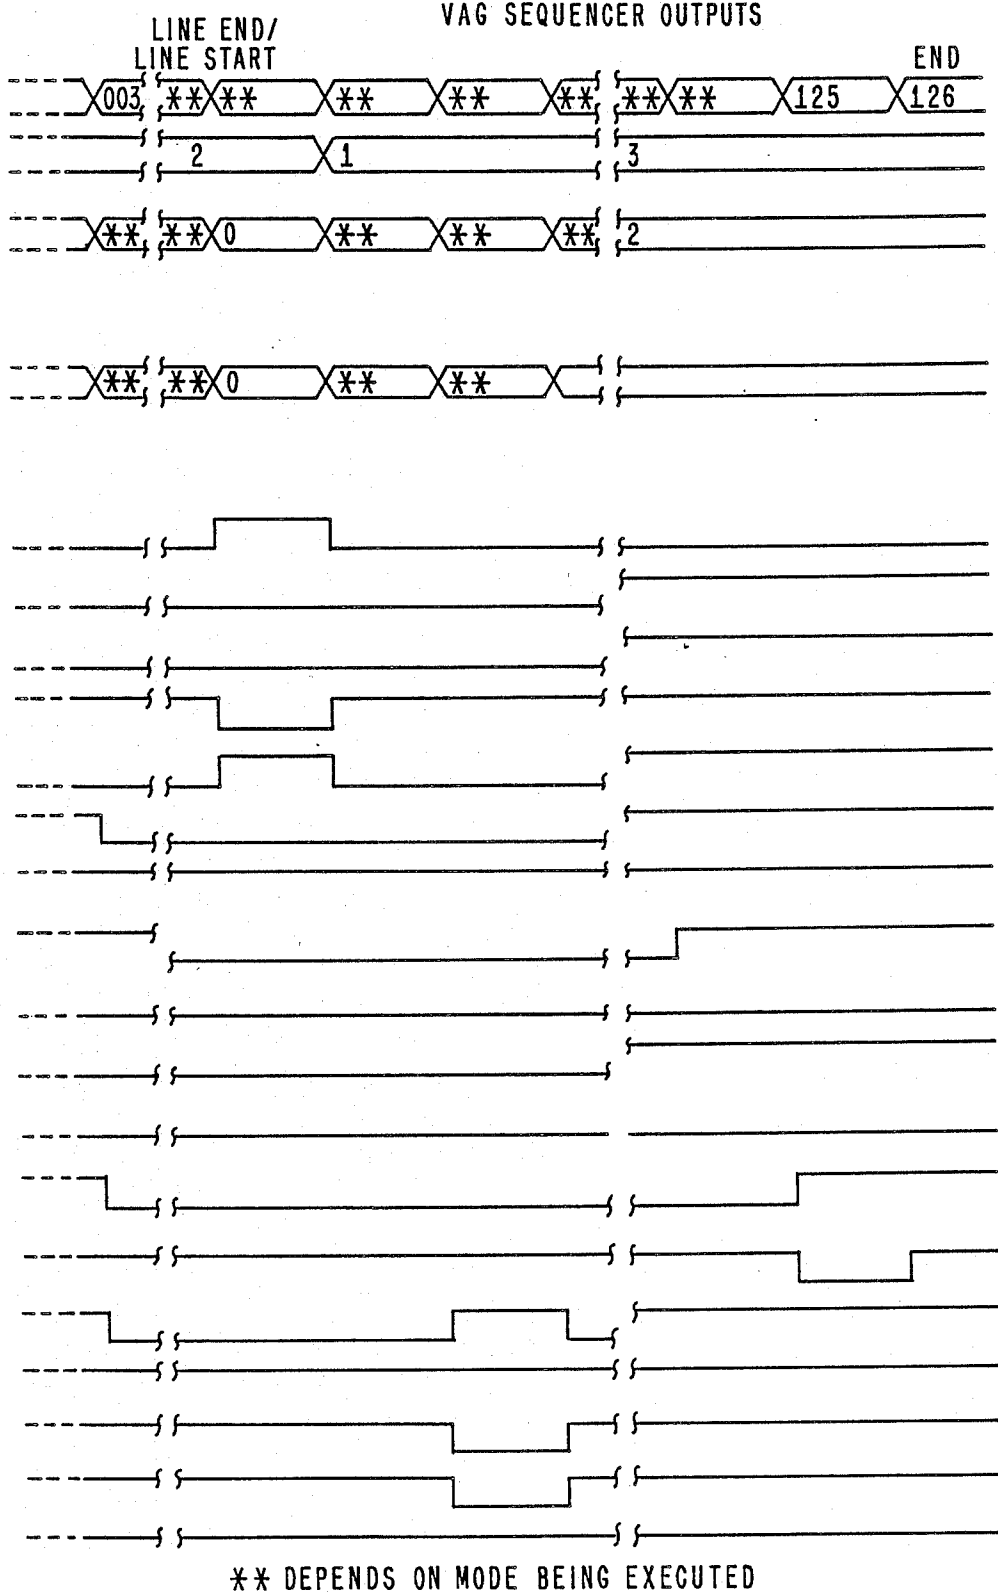 VAG SEQUENCER OUTPUTS
LINE END/
LINE START
END
003 ** ** ** ** ** ** ** 125 126
2 1 3
** ** 0 ** ** ** 2
** ** 0 ** **
** DEPENDS ON MODE BEING EXECUTED